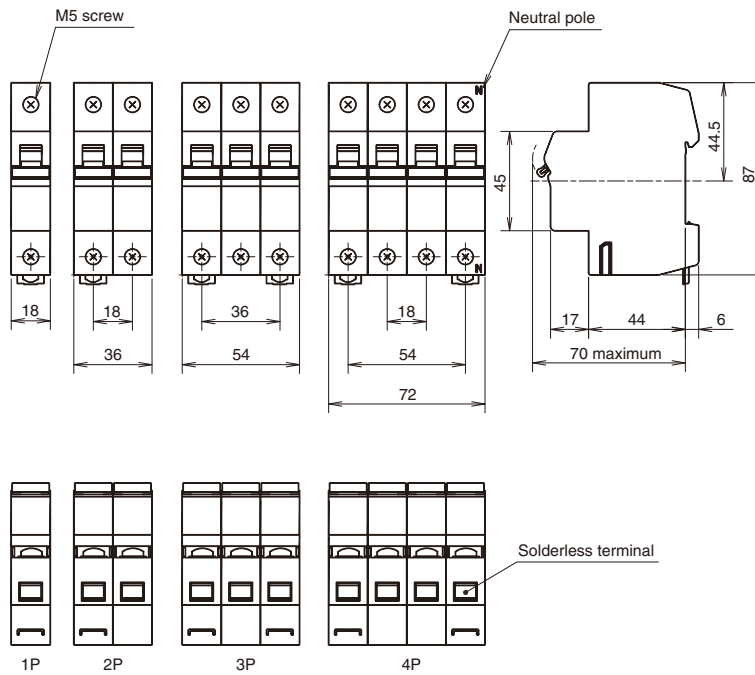 M5 screw
Neutral pole
N
N
45
44.5
87
18
18
36
18
17
44
6
36
54
54
70 maximum
72
Solderless terminal
1P
2P
3P
4P